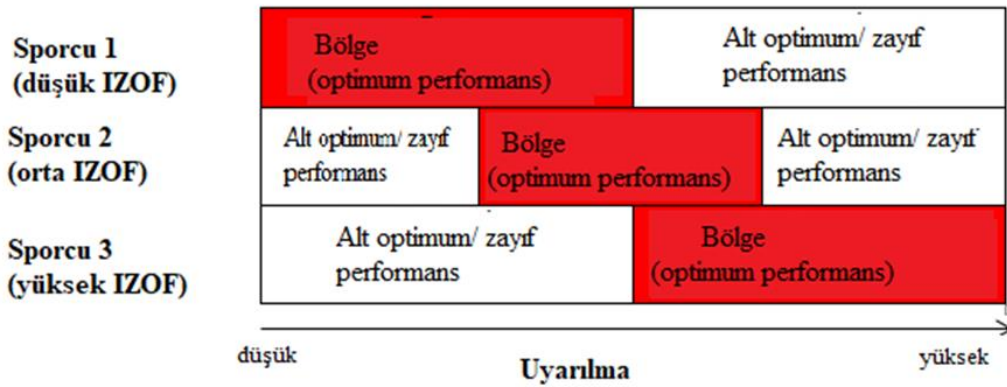 Sporcu 1
(düşük IZOF)
Bölge
(optimum performans)
Alt optimum/ zayıf
performans
Sporcu 2
(orta IZOF)
Alt optimum/ zayıf
performans
Bölge
(optimum performans)
Alt optimum/ zayıf
performans
Sporcu 3
(yüksek IZOF)
Alt optimum/ zayıf
performans
Bölge
(optimum performans)
düşük
Uyarılma
yüksek